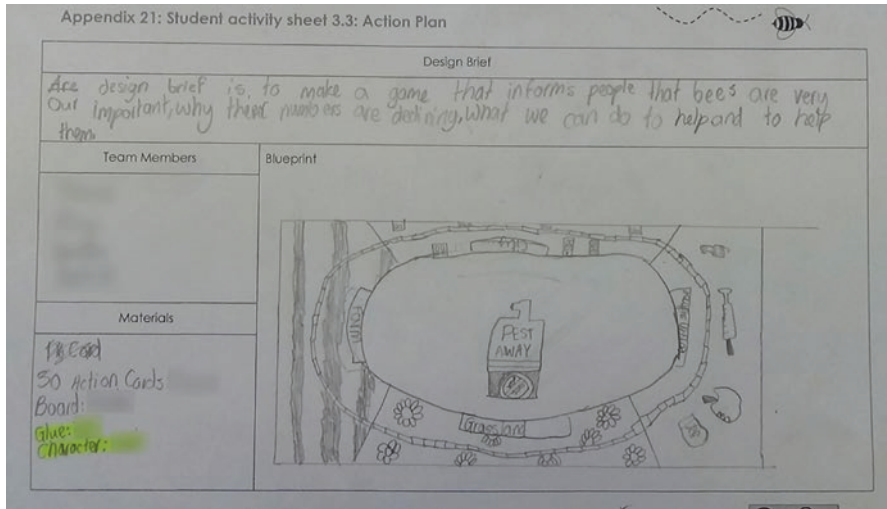 Appendix 21: Student activity sheet 3.3: Action Plan
Design Brief
Are design brief is, to make a game that informs people that bees are very
Our important, why their numbers are declining, What we can do to help and to help
them.
Team Members
Blueprint
Materials
30 Action Cards
Board:
Glue:
Character:
Farm
PEST
AWAY
Grassland